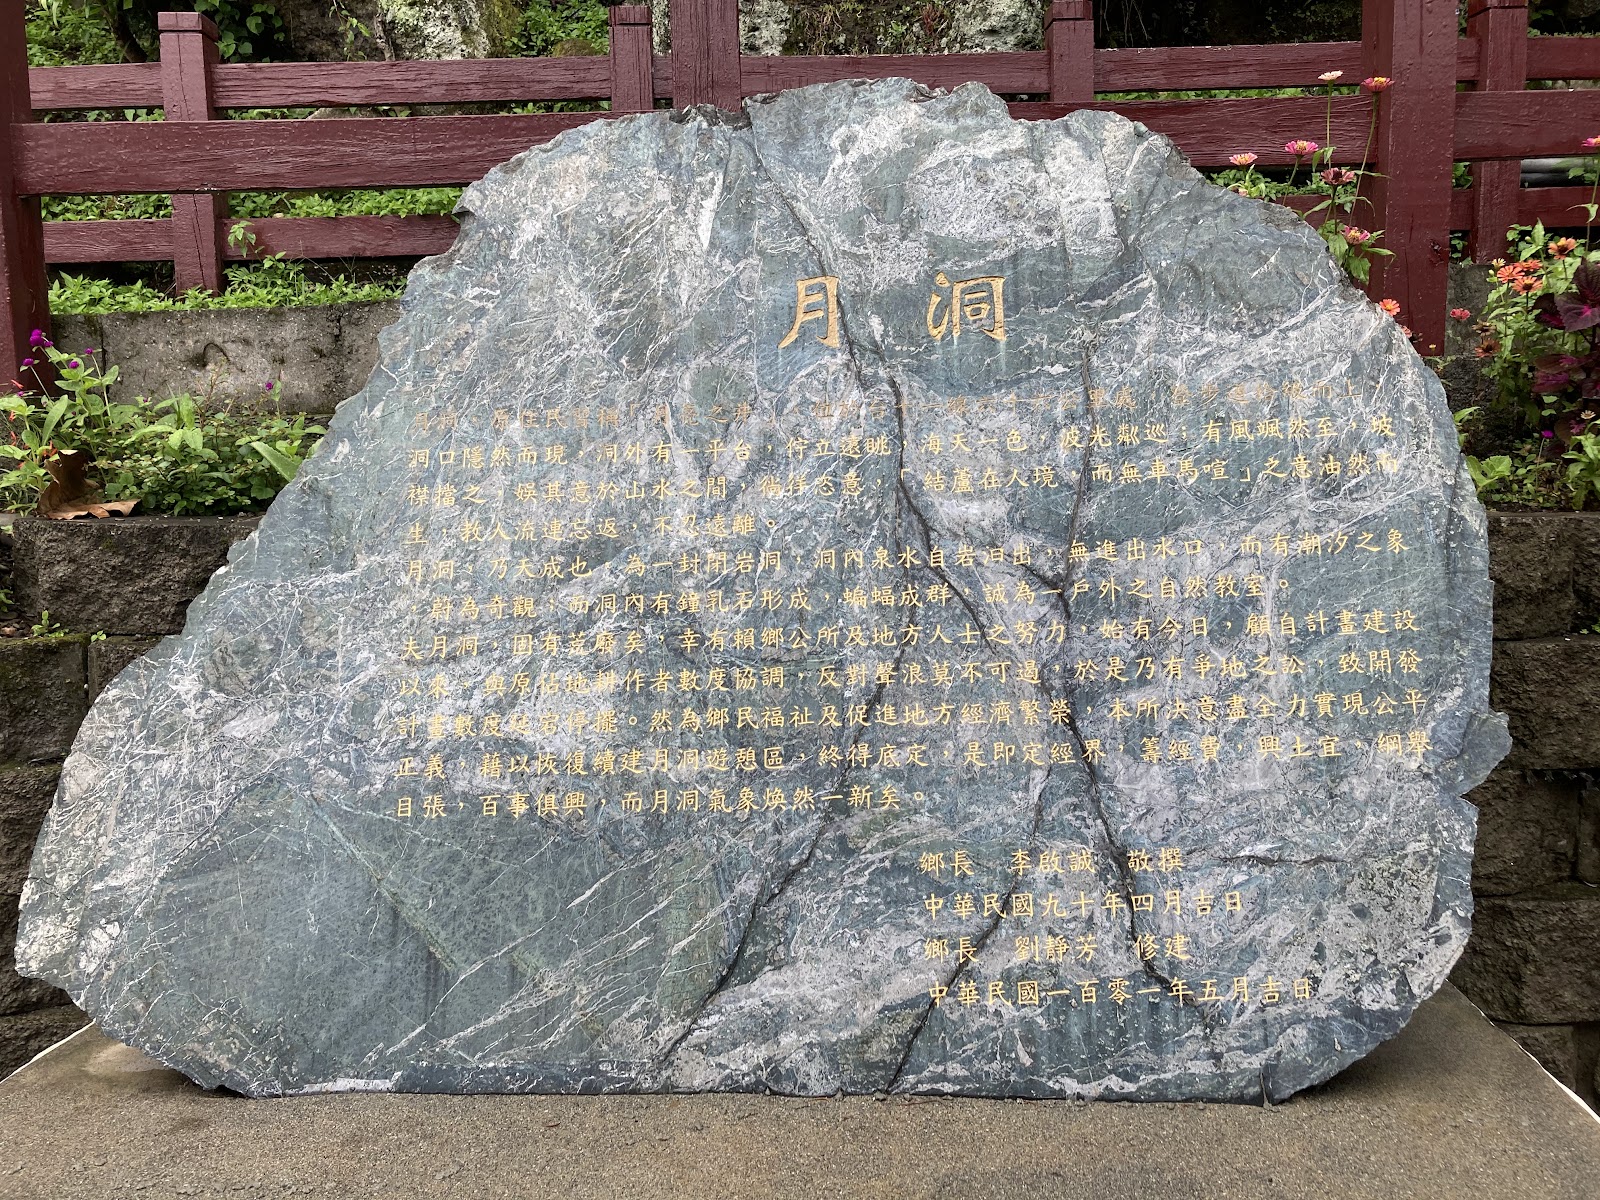 月洞
月洞，原住民皆稱「之處，位於台十一線 公里處，拾級而上，
洞口隱然而現，洞外有一平台，佇立遠眺，海天一色，波光粼巡；有風颯然至，披
襟擋之，娛其意於山水之間，徜徉恣意，「結蘆在人境，而無車馬喧」之意油然而
生，教人流連忘返，不忍遠離。
月洞，乃天成也，為一封閉岩洞，洞內泉水自岩汩出，無進出水口，而有潮汐之象
，蔚為奇觀；而洞內有鐘乳石形成，蝙蝠成群，誠為一戶外之自然教室。
夫月洞，固有荒廢矣，幸有賴鄉公所及地方人士之努力，始有今日，顧自計畫建設
以來，與原佔地耕作者數度協調，反對聲浪莫不可遏，於是乃有爭地之訟，致開發
計畫數度延宕停擺。然為鄉民福祉及促進地方經濟繁榮，本所決意盡全力實現公平
正義，藉以恢復續建月洞遊憩區，終得底定，是即定經界，籌經費，興土宜，綱舉
目張，百事俱興，而月洞氣象煥然一新矣。
鄉長　李啟誠　敬撰
中華民國九十年四月吉日
鄉長　劉靜芳　修建
中華民國一百零一年五月吉日